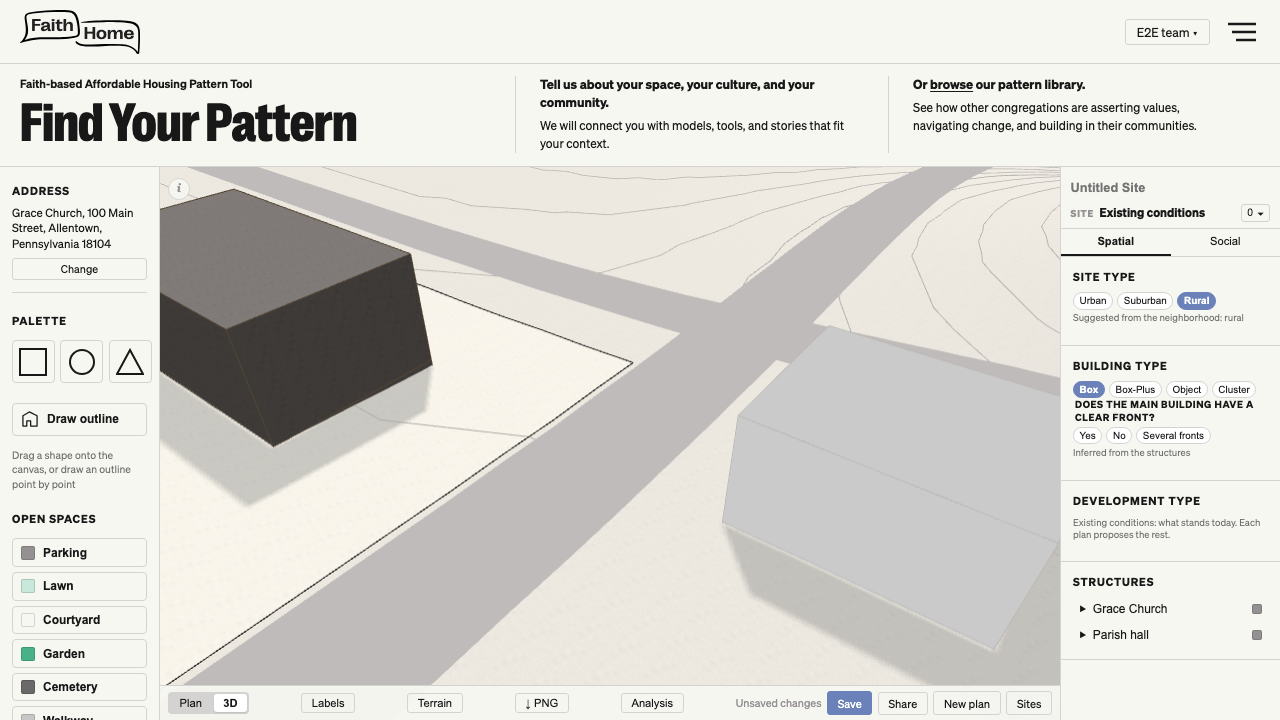 Faith
Home
E2E team ▾
Faith-based Affordable Housing Pattern Tool
Find Your Pattern
Tell us about your space, your culture, and your
community.
We will connect you with models, tools, and stories that fit
your context.
Or browse our pattern library.
See how other congregations are asserting values,
navigating change, and building in their communities.
ADDRESS
Grace Church, 100 Main
Street, Allentown,
Pennsylvania 18104
Change
PALETTE
Draw outline
Drag a shape onto the
canvas, or draw an outline
point by point
OPEN SPACES
Parking
Lawn
Courtyard
Garden
Cemetery
Walkway
i
Plan
3D
Labels
Terrain
↓ PNG
Analysis
Unsaved changes
Save
Share
New plan
Sites
Untitled Site
SITE Existing conditions
0
Spatial
Social
SITE TYPE
Urban
Suburban
Rural
Suggested from the neighborhood: rural
BUILDING TYPE
Box
Box-Plus
Object
Cluster
DOES THE MAIN BUILDING HAVE A
CLEAR FRONT?
Yes
No
Several fronts
Inferred from the structures
DEVELOPMENT TYPE
Existing conditions: what stands today. Each
plan proposes the rest.
STRUCTURES
Grace Church
Parish hall